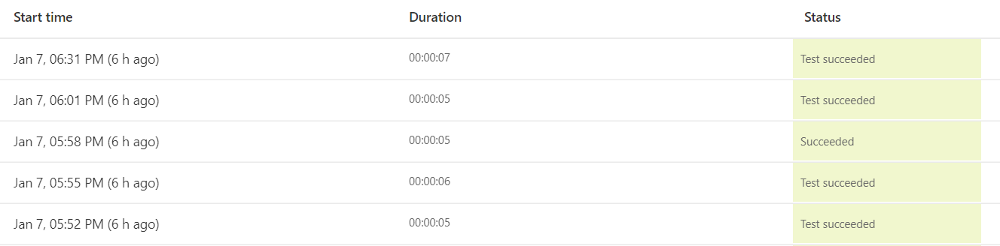 Start time Duration Status
Jan 7, 06:31 PM (6 h ago) 00:00:07 Test succeeded
Jan 7, 06:01 PM (6 h ago) 00:00:05 Test succeeded
Jan 7, 05:58 PM (6 h ago) 00:00:05 Succeeded
Jan 7, 05:55 PM (6 h ago) 00:00:06 Test succeeded
Jan 7, 05:52 PM (6 h ago) 00:00:05 Test succeeded